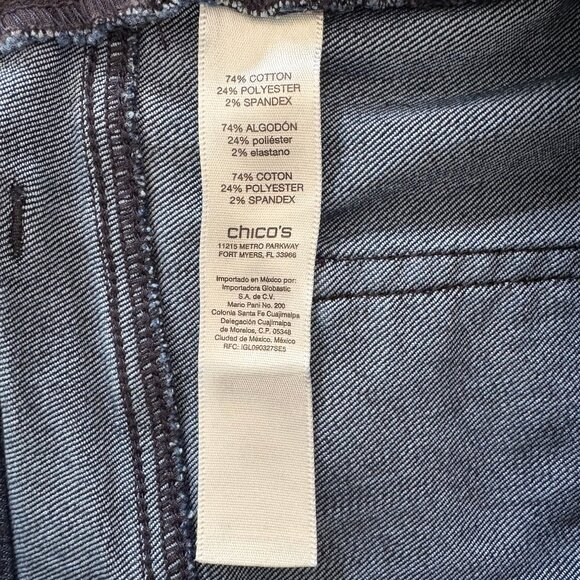 74% COTTON
24% POLYESTER
2% SPANDEX
74% ALGODÓN
24% poliéster
2% elastano
74% COTON
24% POLYESTER
2% SPANDEX
chico's
11215 METRO PARKWAY
FORT MYERS, FL 33966
Importado en México por:
Importadora Globastic
S.A. de C.V.
Mario Pani No. 200
Colonia Santa Fe Cuajimalpa
Delegación Cuajimalpa
de Morelos, C.P. 05348
Ciudad de México. México
RFC: IGL090327SE5